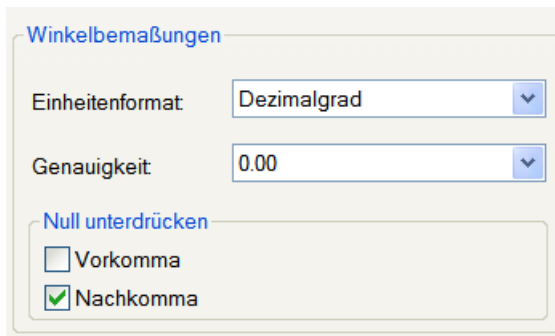 Winkelbemaßungen
Einheitenformat: Dezimalgrad
Genauigkeit: 0.00
Null unterdrücken
Vorkomma
Nachkomma